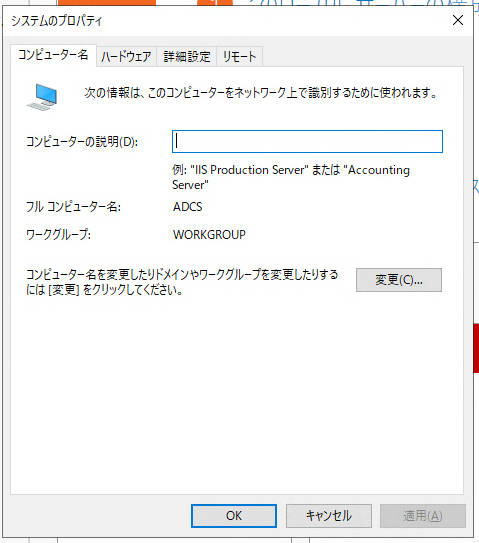 システムのプロパティ
コンピューター名
ハードウェア
詳細設定
リモート
次の情報は、このコンピューターをネットワーク上で識別するために使われます。
コンピューターの説明(D):
例: "IIS Production Server" または "Accounting
Server"
フル コンピューター名:
ADCS
ワークグループ:
WORKGROUP
コンピューター名を変更したりドメインやワークグループを変更したりする
には [変更] をクリックしてください。
変更(C)...
OK
キャンセル
適用(A)